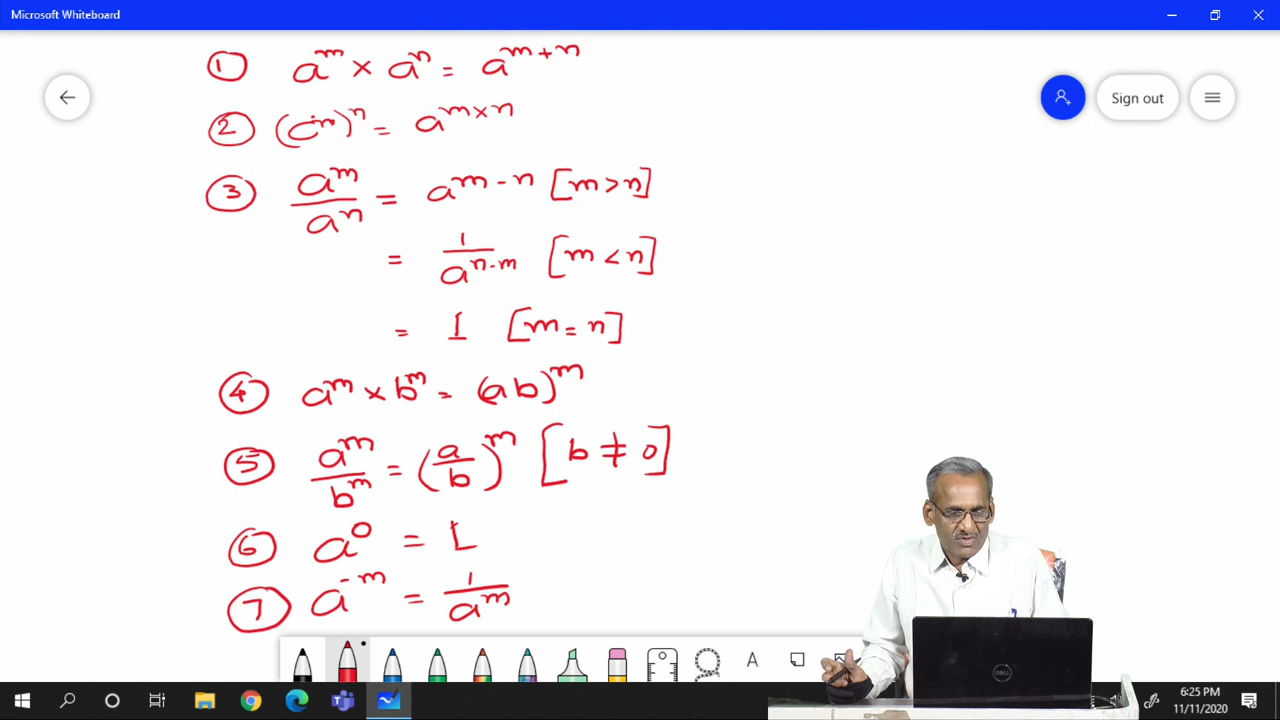 Microsoft Whiteboard
Sign out
① a^m × a^n = a^(m+n)
② (a^m)^n = a^(m×n)
③ a^m/a^n = a^(m-n) [m>n]
= 1/a^(n-m) [m<n]
= 1 [m=n]
④ a^m × b^m = (ab)^m
⑤ a^m/b^m = (a/b)^m [b≠0]
⑥ a^0 = 1
⑦ a^(-m) = 1/a^m
A
DELL
6:25 PM
11/11/2020